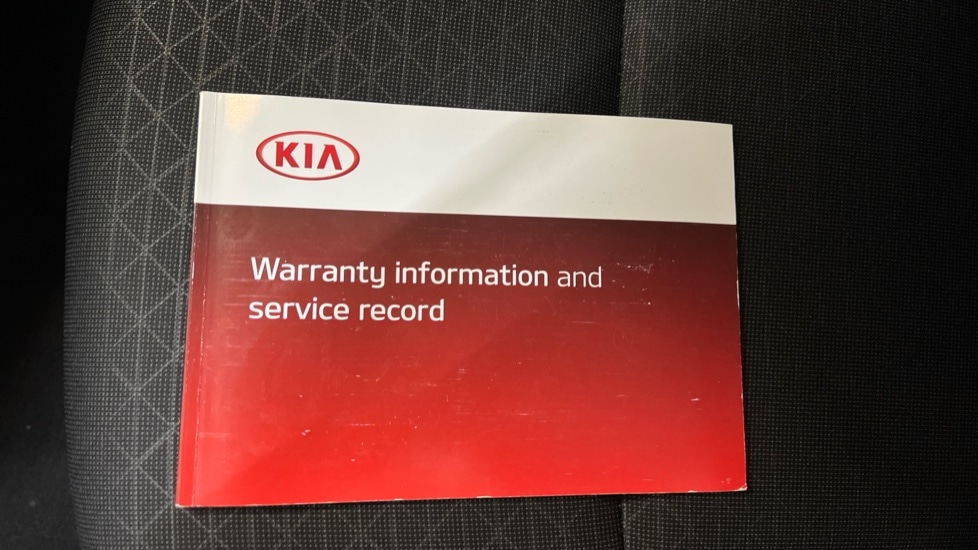 KIA
Warranty information and
service record